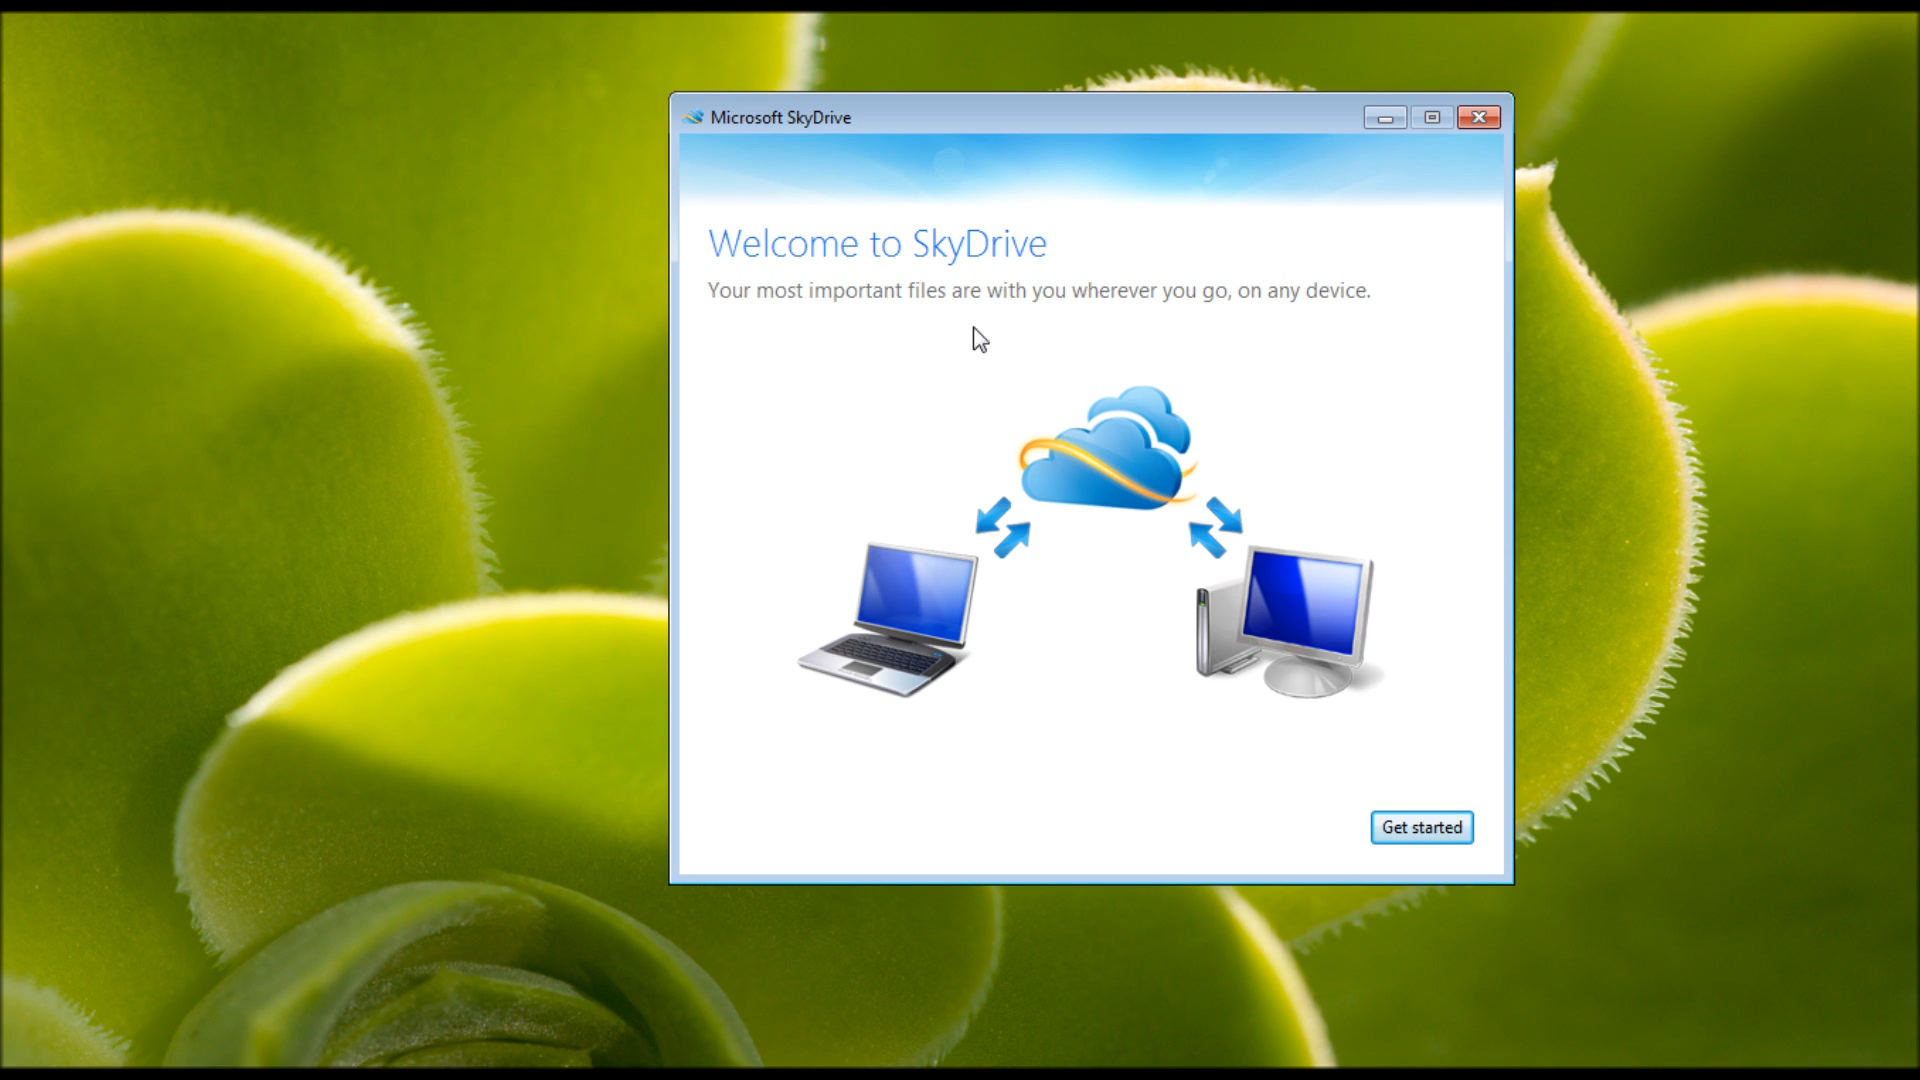 Microsoft SkyDrive
Welcome to SkyDrive
Your most important files are with you wherever you go, on any device.
Get started